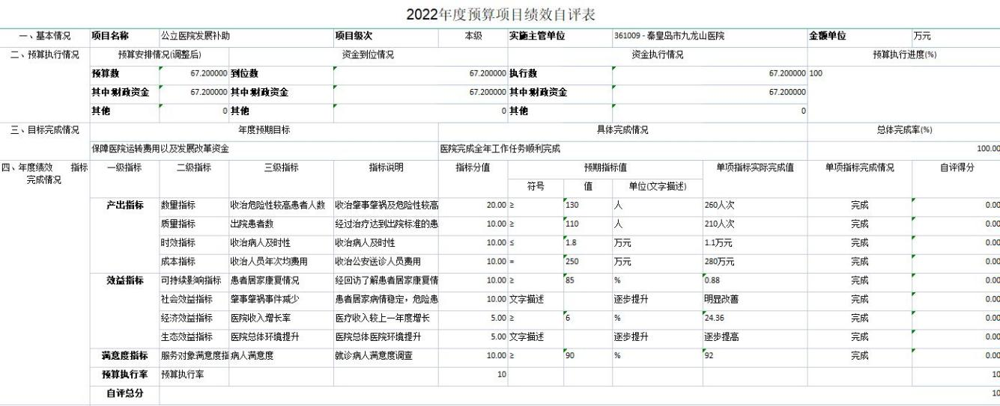 2022年度预算项目绩效自评表
一、基本情况 项目名称 公立医院发展补助 项目级次 本级 实施主管单位 361009 - 秦皇岛市九龙山医院 金额单位 万元
二、预算执行情况 预算安排情况(调整后) 资金到位情况 资金执行情况 预算执行进度(%)
预算数 67.200000 到位数 67.200000 执行数 67.200000 100
其中:财政资金 67.200000 其中:财政资金 67.200000 其中:财政资金 67.200000
其他 0 其他 0 其他 0
三、目标完成情况 年度预期目标 具体完成情况 总体完成率(%)
保障医院运转费用以及发展改革资金 医院完成全年工作任务顺利完成 100.00
四、年度绩效 指标完成情况 一级指标 二级指标 三级指标 指标说明 指标分值 预期指标值 单项指标实际完成值 单项指标完成情况 自评得分
符号 值 单位(文字描述)
产出指标 数量指标 收治危险性较高患者人数 收治肇事肇祸及危险性较高 20.00 ≥ 130 人 260人次 完成 0.00
质量指标 出院患者数 经过治疗达到出院标准的患 10.00 ≥ 110 人 210人次 完成 0.00
时效指标 收治病人及时性 收治病人及时性 10.00 ≤ 1.8 万元 1.1万元 完成 0.00
成本指标 收治人员年次均费用 收治公安送诊人员费用 10.00 = 250 万元 280万元 完成 0.00
效益指标 可持续影响指标 患者居家康复情况 经回访了解患者居家康复情 10.00 ≥ 85 % 0.88 完成 0.00
社会效益指标 肇事肇祸事件减少 患者居家病情稳定，危险患 10.00 文字描述 逐步提升 明显改善 完成 0.00
经济效益指标 医院收入增长率 医疗收入较上一年度增长 5.00 ≥ 6 % 24.36 完成 0.00
生态效益指标 医院总体环境提升 医院总体医院环境提升 5.00 文字描述 逐步提升 逐步提高 完成 0.00
满意度指标 服务对象满意度指 病人满意度 就诊病人满意度调查 10.00 ≥ 90 % 92 完成 0.00
预算执行率 预算执行率 10 10
自评总分 10